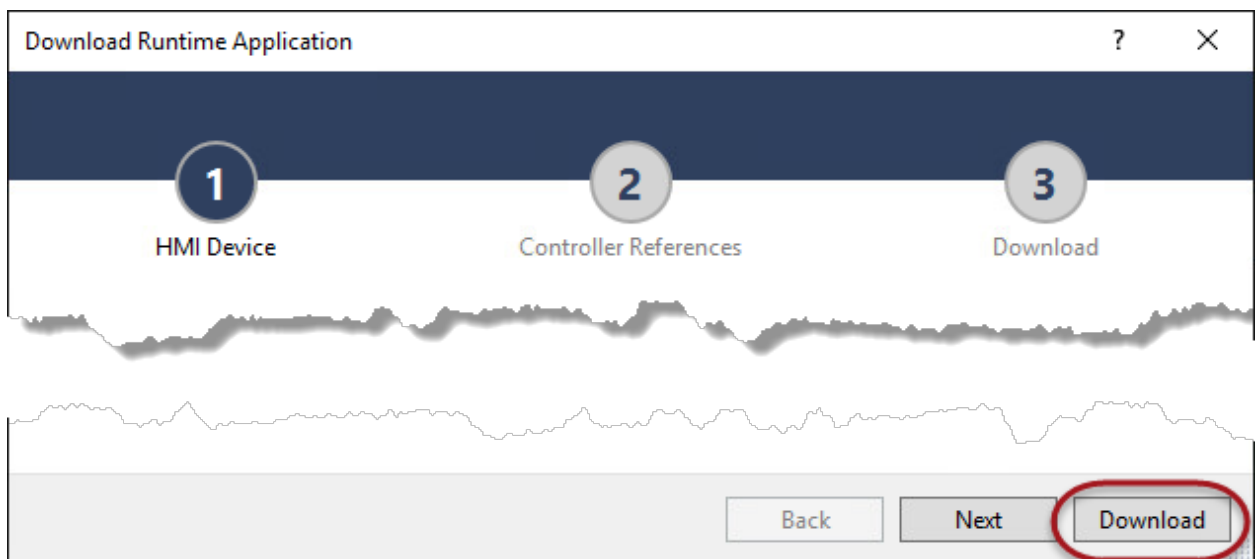 Download Runtime Application ?
1 2 3
HMI Device Controller References Download
Back Next Download